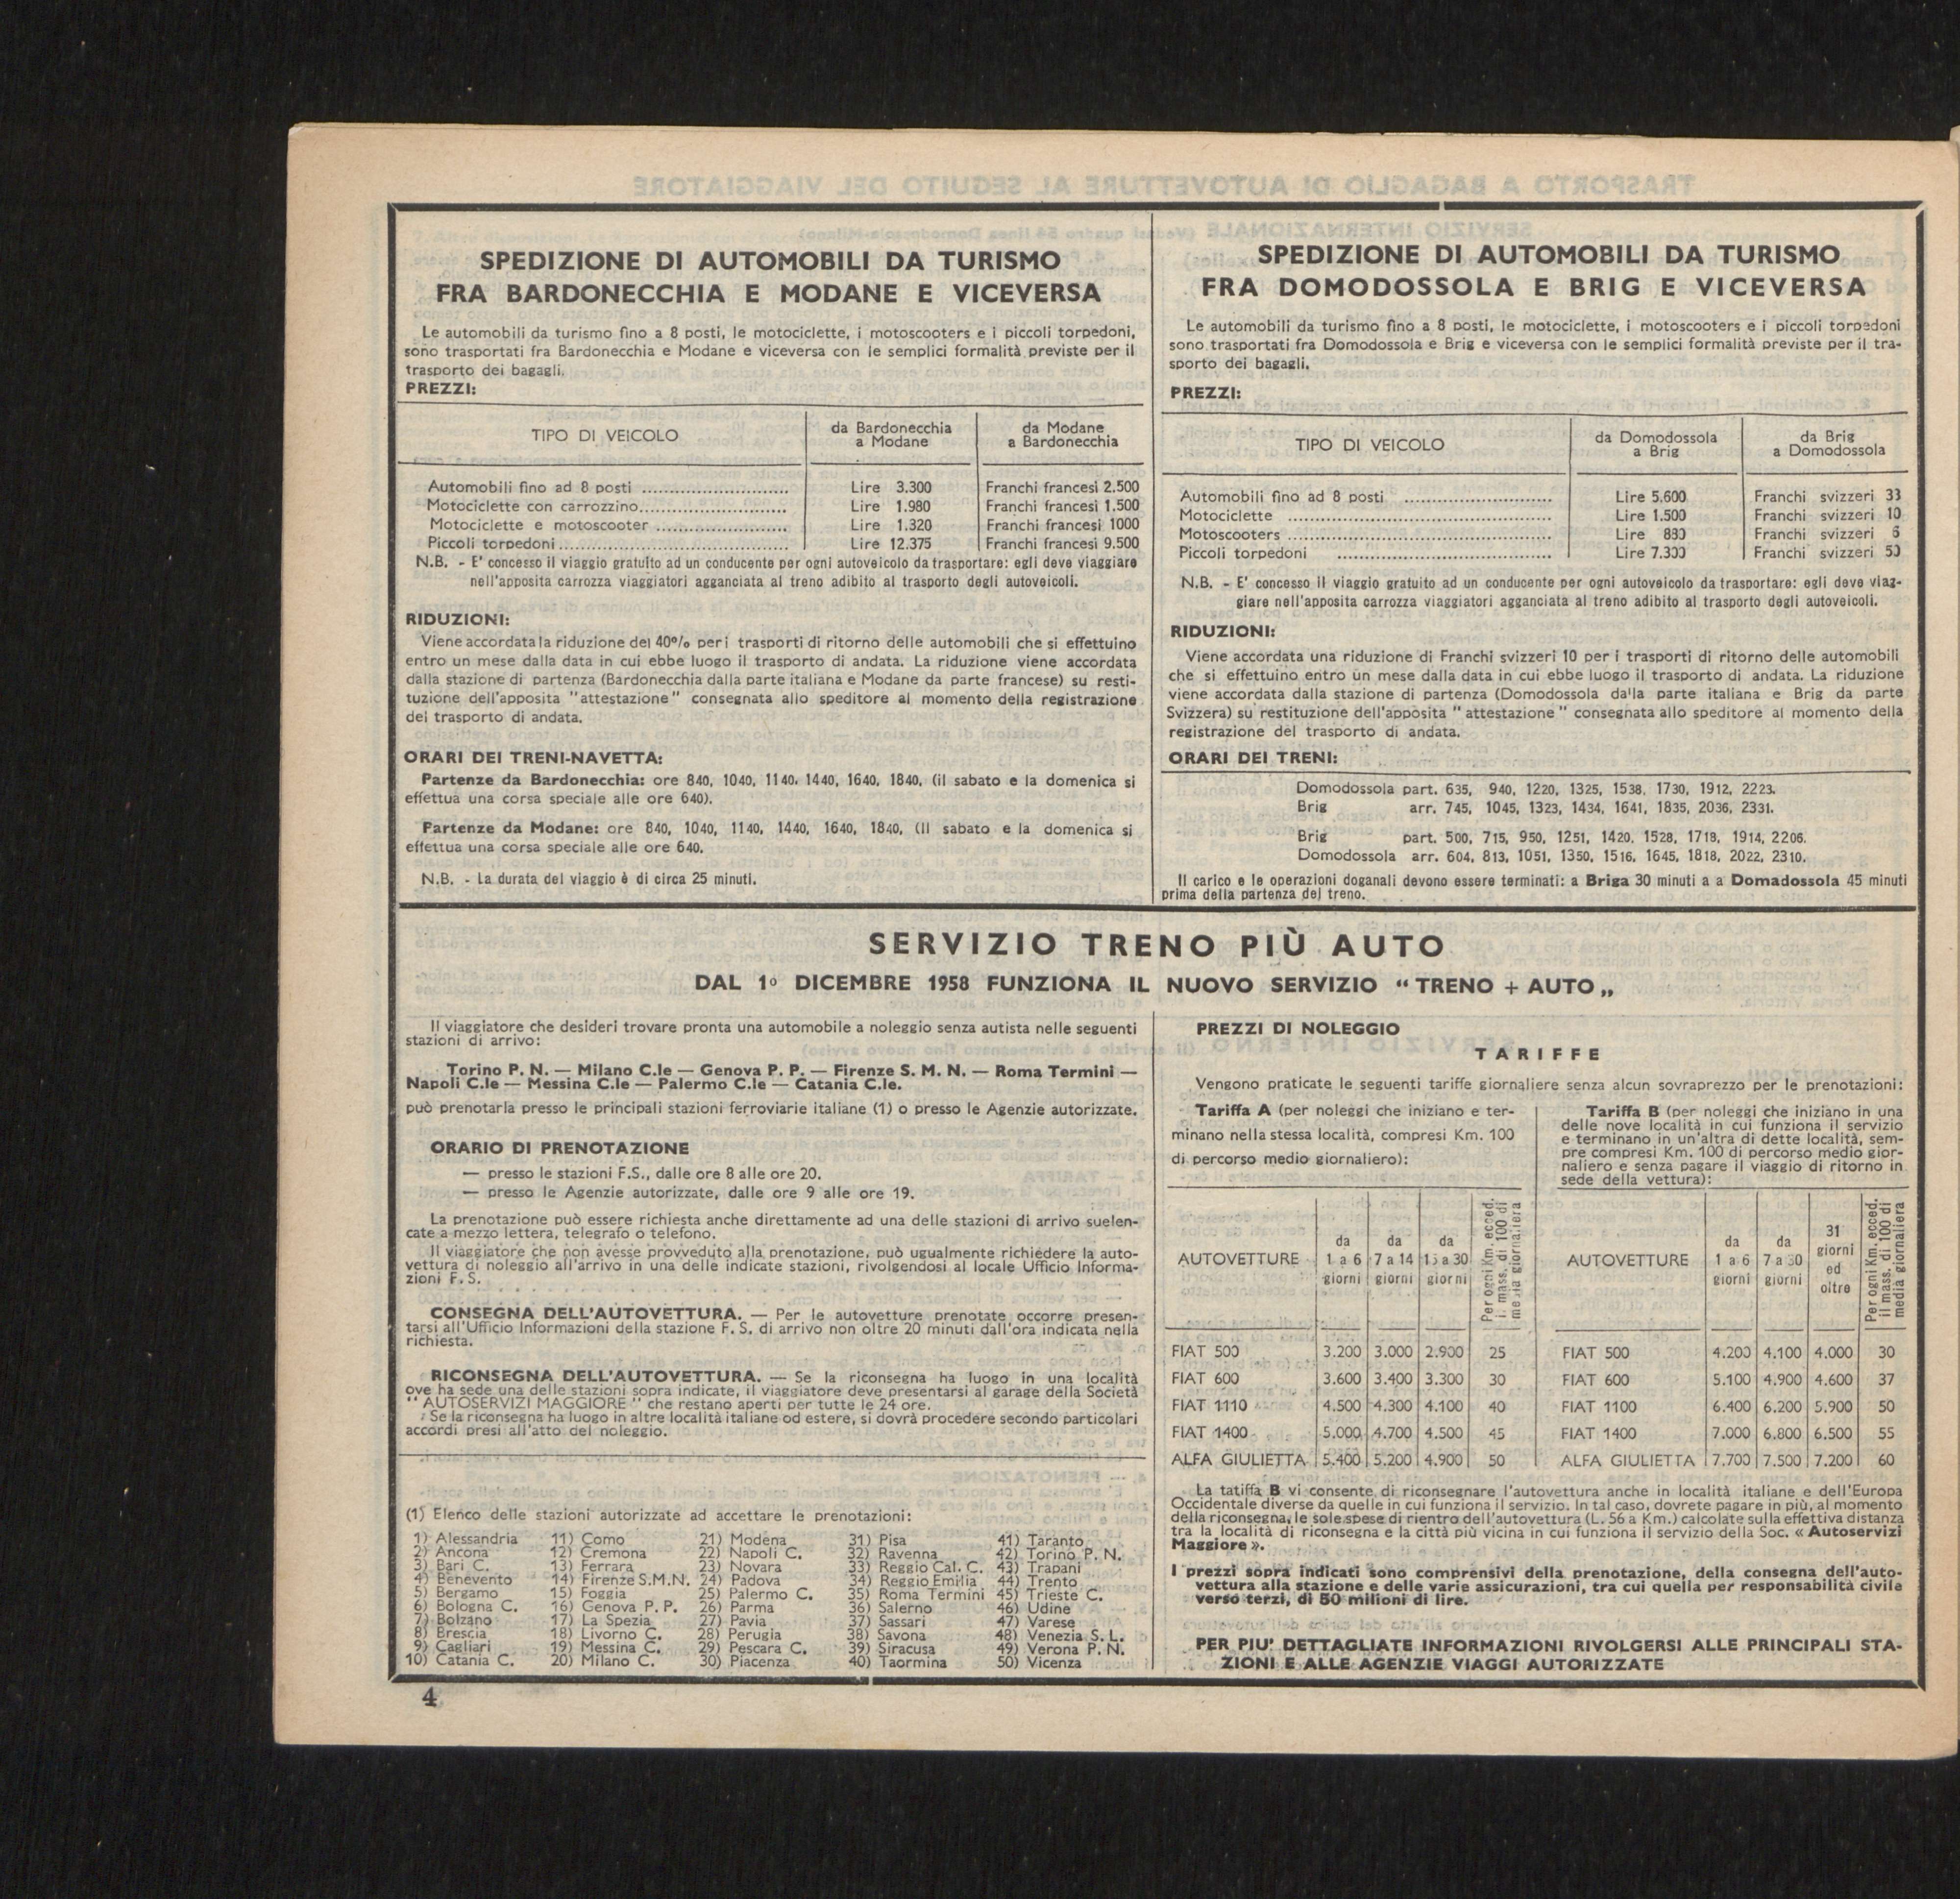 SPEDIZIONE DI AUTOMOBILI DA TURISMO
FRA BARDONECCHIA E MODANE E VICEVERSA
Le automobili da turismo fino a 8 posti, le motociclette, i motoscooters e i piccoli torpedoni,
sono trasportati fra Bardonecchia e Modane e viceversa con le semplici formalità previste per il
trasporto dei bagagli.
PREZZI:
TIPO DI VEICOLO | da Bardonecchia a Modane | da Modane a Bardonecchia
Automobili fino ad 8 posti .......................... Lire 3.300 Franchi francesi 2.500
Motociclette con carrozzino.......................... Lire 1.980 Franchi francesi 1.500
Motociclette e motoscooter ........................ Lire 1.320 Franchi francesi 1000
Piccoli torpedoni........................................ Lire 12.375 Franchi francesi 9.500
N.B. - E' concesso il viaggio gratuito ad un conducente per ogni autoveicolo da trasportare: egli deve viaggiare
nell'apposita carrozza viaggiatori agganciata al treno adibito al trasporto degli autoveicoli.
RIDUZIONI:
Viene accordata la riduzione del 40% per i trasporti di ritorno delle automobili che si effettuino
entro un mese dalla data in cui ebbe luogo il trasporto di andata. La riduzione viene accordata
dalla stazione di partenza (Bardonecchia dalla parte italiana e Modane da parte francese) su resti-
tuzione dell'apposita "attestazione" consegnata allo speditore al momento della registrazione
del trasporto di andata.
ORARI DEI TRENI-NAVETTA:
Partenze da Bardonecchia: ore 840, 1040, 1140. 1440, 1640, 1840, (il sabato e la domenica si
effettua una corsa speciale alle ore 640).
Partenze da Modane: ore 840, 1040, 1140, 1440, 1640, 1840, (Il sabato e la domenica si
effettua una corsa speciale alle ore 640.
N.B. - La durata del viaggio è di circa 25 minuti.
SPEDIZIONE DI AUTOMOBILI DA TURISMO
FRA DOMODOSSOLA E BRIG E VICEVERSA
Le automobili da turismo fino a 8 posti, le motociclette, i motoscooters e i piccoli torpedoni
sono trasportati fra Domodossola e Brig e viceversa con le semplici formalità previste per il tra-
sporto dei bagagli.
PREZZI:
TIPO DI VEICOLO | da Domodossola a Brig | da Brig a Domodossola
Automobili fino ad 8 posti .......................... Lire 5.600 Franchi svizzeri 33
Motociclette .............................................. Lire 1.500 Franchi svizzeri 10
Motoscooters .............................................. Lire 880 Franchi svizzeri 6
Piccoli torpedoni ...................................... Lire 7.300 Franchi svizzeri 50
N.B. - E' concesso il viaggio gratuito ad un conducente per ogni autoveicolo da trasportare: egli deve viag-
giare nell'apposita carrozza viaggiatori agganciata al treno adibito al trasporto degli autoveicoli.
RIDUZIONI:
Viene accordata una riduzione di Franchi svizzeri 10 per i trasporti di ritorno delle automobili
che si effettuino entro un mese dalla data in cui ebbe luogo il trasporto di andata. La riduzione
viene accordata dalla stazione di partenza (Domodossola da'la parte italiana e Brig da parte
Svizzera) su restituzione dell'apposita "attestazione" consegnata allo speditore al momento della
registrazione del trasporto di andata.
ORARI DEI TRENI:
Domodossola part. 635, 940, 1220, 1325, 1538, 1730, 1912, 2223.
Brig arr. 745, 1045, 1323, 1434, 1641, 1835, 2036, 2331.
Brig part. 500, 715, 950, 1251, 1420. 1528, 1718, 1914, 2206.
Domodossola arr. 604, 813, 1051, 1350, 1516, 1645, 1818, 2022, 2310.
Il carico e le operazioni doganali devono essere terminati: a Briga 30 minuti a a Domadossola 45 minuti
prima della partenza del treno.
SERVIZIO TRENO PIÙ AUTO
DAL 1º DICEMBRE 1958 FUNZIONA IL NUOVO SERVIZIO “TRENO + AUTO„
Il viaggiatore che desideri trovare pronta una automobile a noleggio senza autista nelle seguenti
stazioni di arrivo:
Torino P. N. — Milano C.le — Genova P. P. — Firenze S. M. N. — Roma Termini —
Napoli C.le — Messina C.le — Palermo C.le — Catania C.le.
può prenotarla presso le principali stazioni ferroviarie italiane (1) o presso le Agenzie autorizzate.
ORARIO DI PRENOTAZIONE
— presso le stazioni F.S., dalle ore 8 alle ore 20.
— presso le Agenzie autorizzate, dalle ore 9 alle ore 19.
La prenotazione può essere richiesta anche direttamente ad una delle stazioni di arrivo suelen-
cate a mezzo lettera, telegrafo o telefono.
Il viaggiatore che non avesse provveduto alla prenotazione, può ugualmente richiedere la auto-
vettura di noleggio all'arrivo in una delle indicate stazioni, rivolgendosi al locale Ufficio Informa-
zioni F. S.
CONSEGNA DELL'AUTOVETTURA. — Per le autovetture prenotate occorre presen-
tarsi all'Ufficio Informazioni della stazione F. S. di arrivo non oltre 20 minuti dall'ora indicata nella
richiesta.
RICONSEGNA DELL'AUTOVETTURA. — Se la riconsegna ha luogo in una località
ove ha sede una delle stazioni sopra indicate, il viaggiatore deve presentarsi al garage della Società
“AUTOSERVIZI MAGGIORE” che restano aperti per tutte le 24 ore.
Se la riconsegna ha luogo in altre località italiane od estere, si dovrà procedere secondo particolari
accordi presi all'atto del noleggio.
(1) Elenco delle stazioni autorizzate ad accettare le prenotazioni:
1) Alessandria 11) Como 21) Modena 31) Pisa 41) Taranto
2) Ancona 12) Cremona 22) Napoli C. 32) Ravenna 42) Torino P. N.
3) Bari C. 13) Ferrara 23) Novara 33) Reggio Cal. C. 43) Trapani
4) Benevento 14) Firenze S.M.N. 24) Padova 34) Reggio Emilia 44) Trento
5) Bergamo 15) Foggia 25) Palermo C. 35) Roma Termini 45) Trieste C.
6) Bologna C. 16) Genova P. P. 26) Parma 36) Salerno 46) Udine
7) Bolzano 17) La Spezia 27) Pavia 37) Sassari 47) Varese
8) Brescia 18) Livorno C. 28) Perugia 38) Savona 48) Venezia S. L.
9) Cagliari 19) Messina C. 29) Pescara C. 39) Siracusa 49) Verona P. N.
10) Catania C. 20) Milano C. 30) Piacenza 40) Taormina 50) Vicenza
PREZZI DI NOLEGGIO
TARIFFE
Vengono praticate le seguenti tariffe giornaliere senza alcun sovraprezzo per le prenotazioni:
Tariffa A (per noleggi che iniziano e ter-
minano nella stessa località, compresi Km. 100
di percorso medio giornaliero):
AUTOVETTURE | da 1 a 6 giorni | da 7 a 14 giorni | da 15 a 30 giorni | Per ogni Km. ecced. il mass. di 100 di media giornaliera
FIAT 500 3.200 3.000 2.900 25
FIAT 600 3.600 3.400 3.300 30
FIAT 1110 4.500 4.300 4.100 40
FIAT 1400 5.000 4.700 4.500 45
ALFA GIULIETTA 5.400 5.200 4.900 50
Tariffa B (per noleggi che iniziano in una
delle nove località in cui funziona il servizio
e terminano in un'altra di dette località, sem-
pre compresi Km. 100 di percorso medio gior-
naliero e senza pagare il viaggio di ritorno in
sede della vettura):
AUTOVETTURE | da 1 a 6 giorni | da 7 a 30 giorni | 31 giorni ed oltre | Per ogni Km. ecced. il mass. di 100 di media giornaliera
FIAT 500 4.200 4.100 4.000 30
FIAT 600 5.100 4.900 4.600 37
FIAT 1100 6.400 6.200 5.900 50
FIAT 1400 7.000 6.800 6.500 55
ALFA GIULIETTA 7.700 7.500 7.200 60
La tatiffa B vi consente di riconsegnare l'autovettura anche in località italiane e dell'Europa
Occidentale diverse da quelle in cui funziona il servizio. In tal caso, dovrete pagare in più, al momento
della riconsegna, le sole spese di rientro dell'autovettura (L. 56 a Km.) calcolate sulla effettiva distanza
tra la località di riconsegna e la città più vicina in cui funziona il servizio della Soc. « Autoservizi
Maggiore ».
I prezzi sopra indicati sono comprensivi della prenotazione, della consegna dell'auto-
vettura alla stazione e delle varie assicurazioni, tra cui quella per responsabilità civile
verso terzi, di 50 milioni di lire.
PER PIU' DETTAGLIATE INFORMAZIONI RIVOLGERSI ALLE PRINCIPALI STA-
ZIONI E ALLE AGENZIE VIAGGI AUTORIZZATE
4